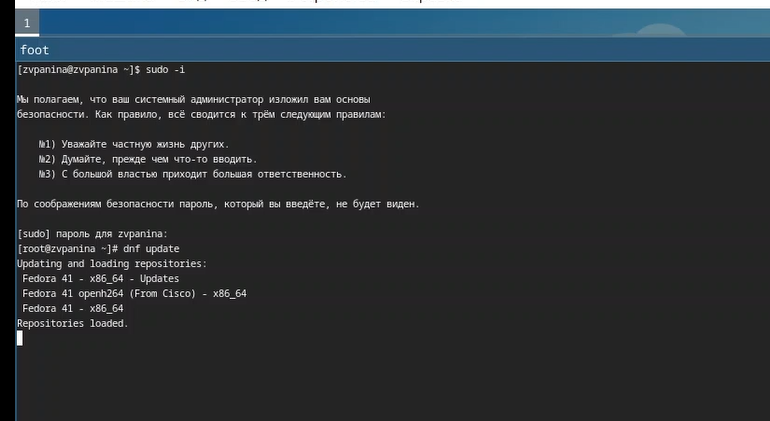 1
foot
[zvpanina@zvpanina ~]$ sudo -i
Мы полагаем, что ваш системный администратор изложил вам основы
безопасности. Как правило, всё сводится к трём следующим правилам:
№1) Уважайте частную жизнь других.
№2) Думайте, прежде чем что-то вводить.
№3) С большой властью приходит большая ответственность.
По соображениям безопасности пароль, который вы введёте, не будет виден.
[sudo] пароль для zvpanina:
[root@zvpanina ~]# dnf update
Updating and loading repositories:
Fedora 41 - x86_64 - Updates
Fedora 41 openh264 (From Cisco) - x86_64
Fedora 41 - x86_64
Repositories loaded.